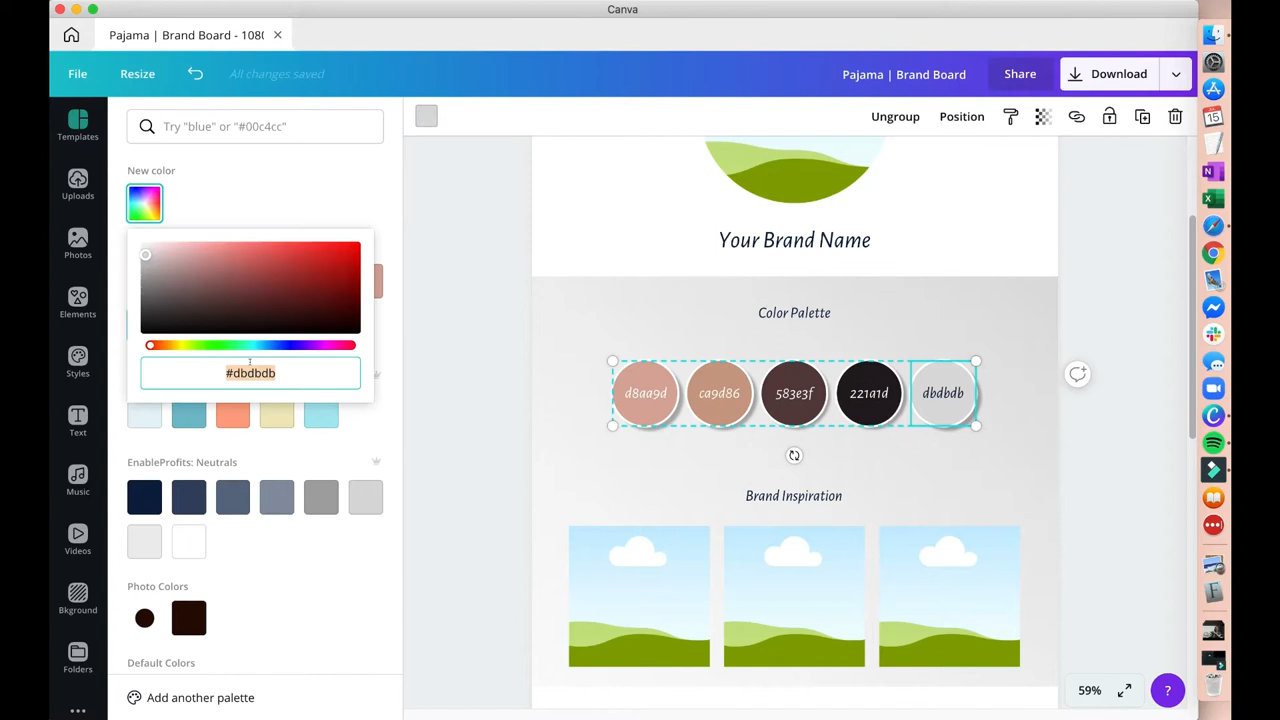 Canva
Pajama | Brand Board - 1080
File
Resize
All changes saved
Pajama | Brand Board
Share
Download
Templates
Uploads
Photos
Elements
Styles
Text
Music
Videos
Bkground
Folders
Try "blue" or "#00c4cc"
New color
#dbdbdb
EnableProfits: Neutrals
Photo Colors
Default Colors
Add another palette
Ungroup
Position
Your Brand Name
Color Palette
d8aa9d
ca9d86
583e3f
221a1d
dbdbdb
Brand Inspiration
59%
?
15